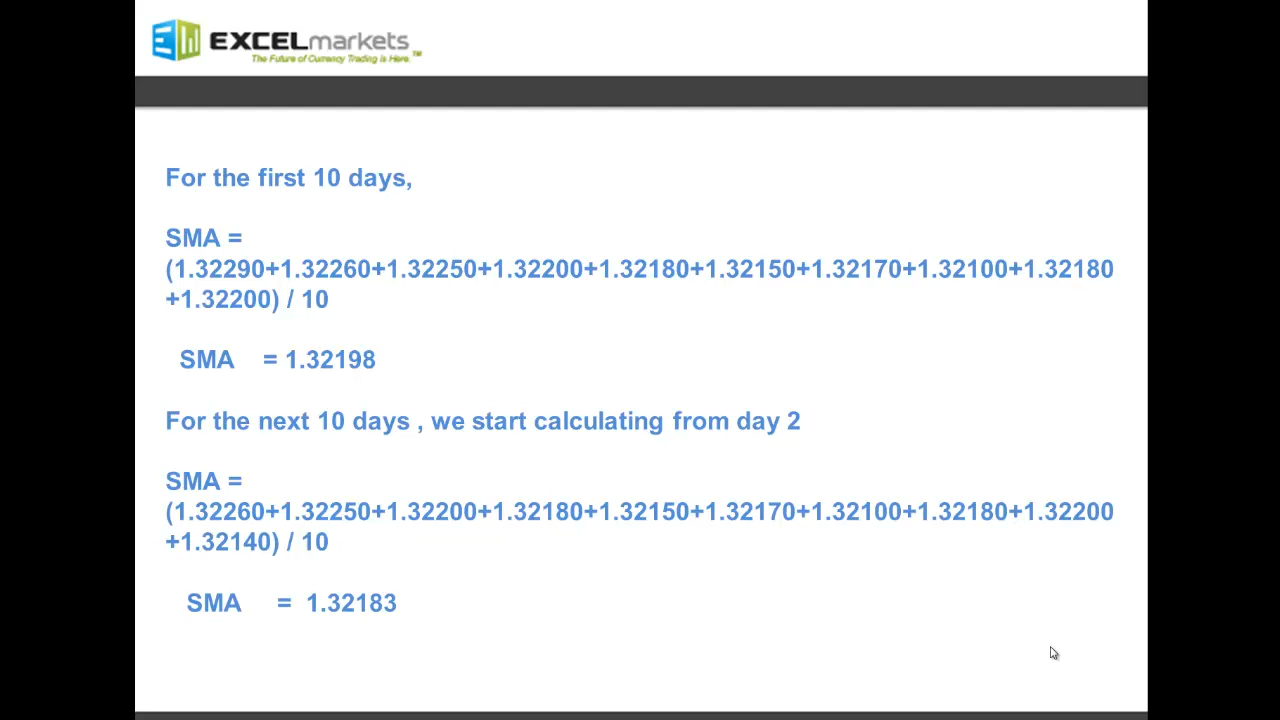 EXCELmarkets
The Future of Currency Trading is Here.™
For the first 10 days,
SMA =
(1.32290+1.32260+1.32250+1.32200+1.32180+1.32150+1.32170+1.32100+1.32180
+1.32200) / 10
SMA = 1.32198
For the next 10 days , we start calculating from day 2
SMA =
(1.32260+1.32250+1.32200+1.32180+1.32150+1.32170+1.32100+1.32180+1.32200
+1.32140) / 10
SMA = 1.32183